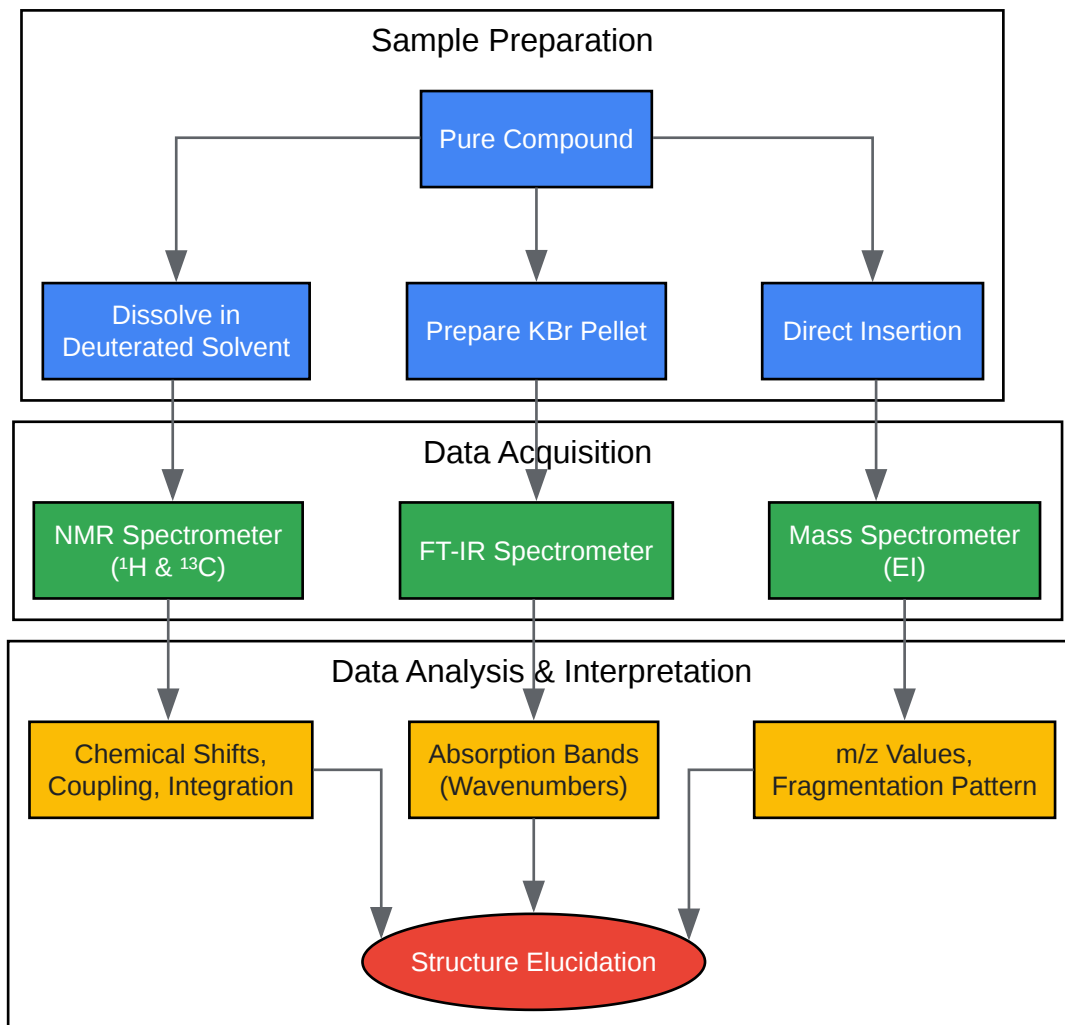 Sample Preparation
Pure Compound
Dissolve in
Deuterated Solvent
Prepare KBr Pellet
Direct Insertion
Data Acquisition
NMR Spectrometer
(¹H & ¹³C)
FT-IR Spectrometer
Mass Spectrometer
(EI)
Data Analysis & Interpretation
Chemical Shifts,
Coupling, Integration
Absorption Bands
(Wavenumbers)
m/z Values,
Fragmentation Pattern
Structure Elucidation